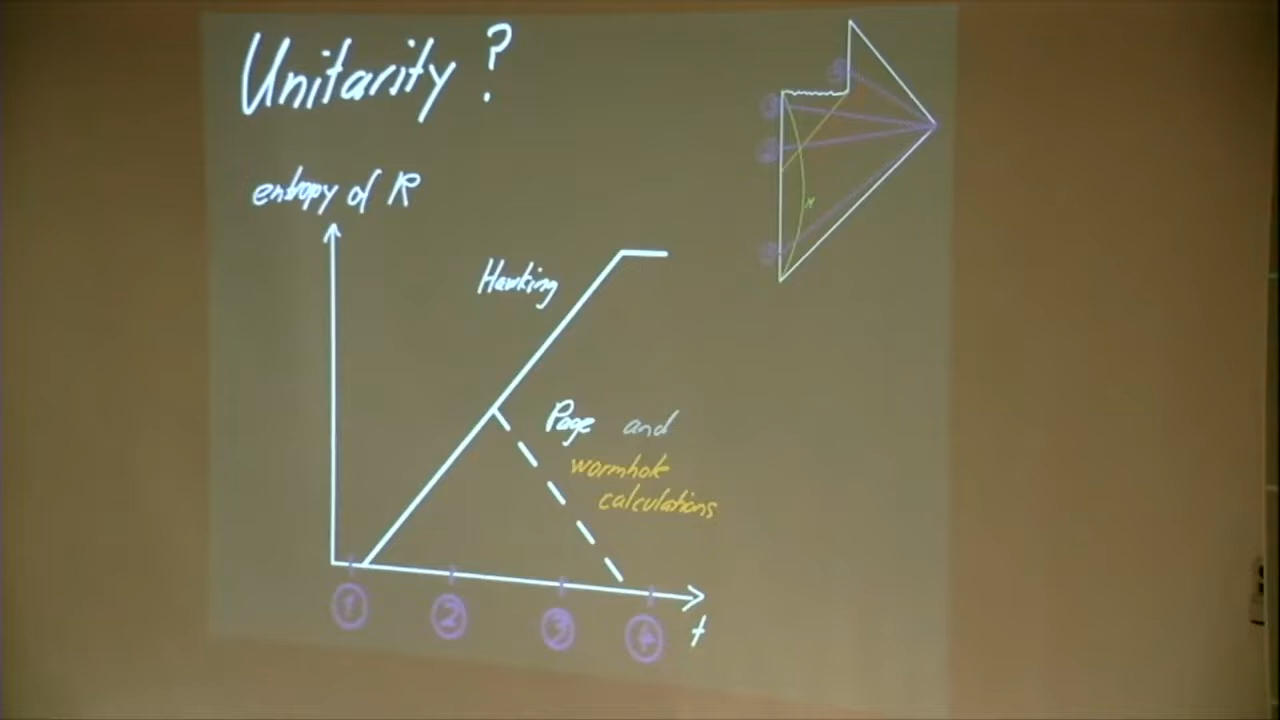 Unitarity ?
entropy of R
Hawking
Page and
wormhole
calculations
1 2 3 4
t